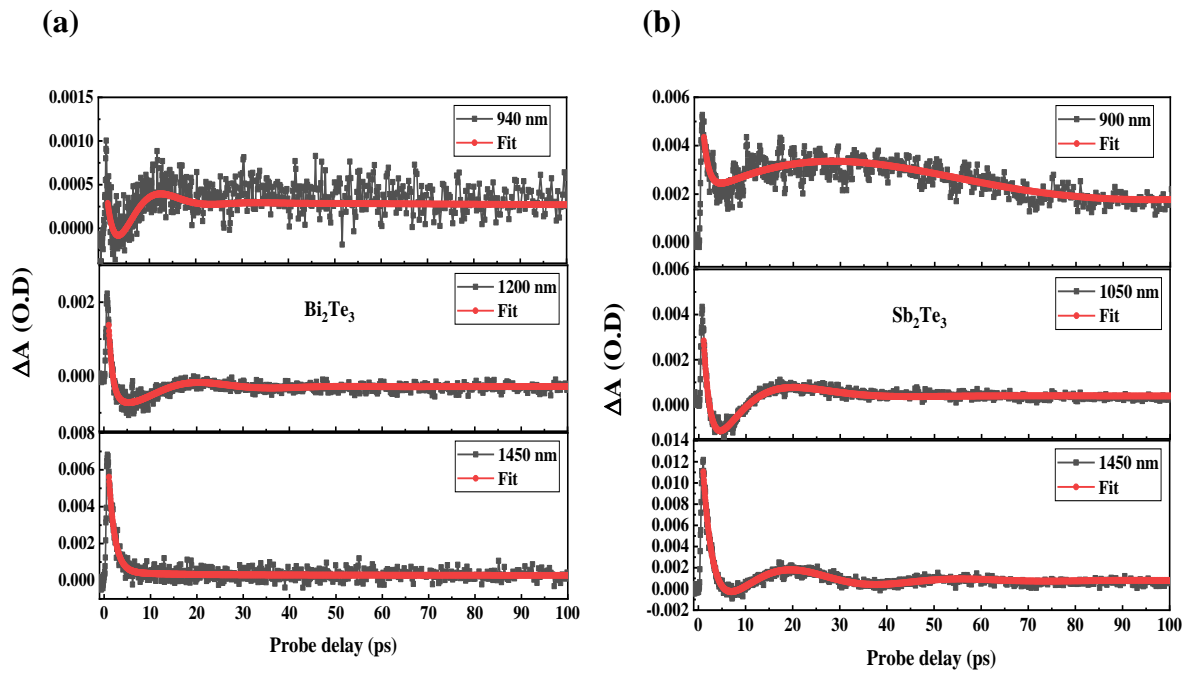 (a)
0.0015
0.0010
0.0005
0.0000
940 nm
Fit
0.002
0.000
1200 nm
Fit
Bi₂Te₃
0.008
0.006
0.004
0.002
0.000
1450 nm
Fit
0 10 20 30 40 50 60 70 80 90 100
Probe delay (ps)
ΔA (O.D)
(b)
0.006
0.004
0.002
0.000
900 nm
Fit
0.006
0.004
0.002
0.000
1050 nm
Fit
Sb₂Te₃
0.014
0.012
0.010
0.008
0.006
0.004
0.002
0.000
-0.002
1450 nm
Fit
0 10 20 30 40 50 60 70 80 90 100
Probe delay (ps)
ΔA (O.D)